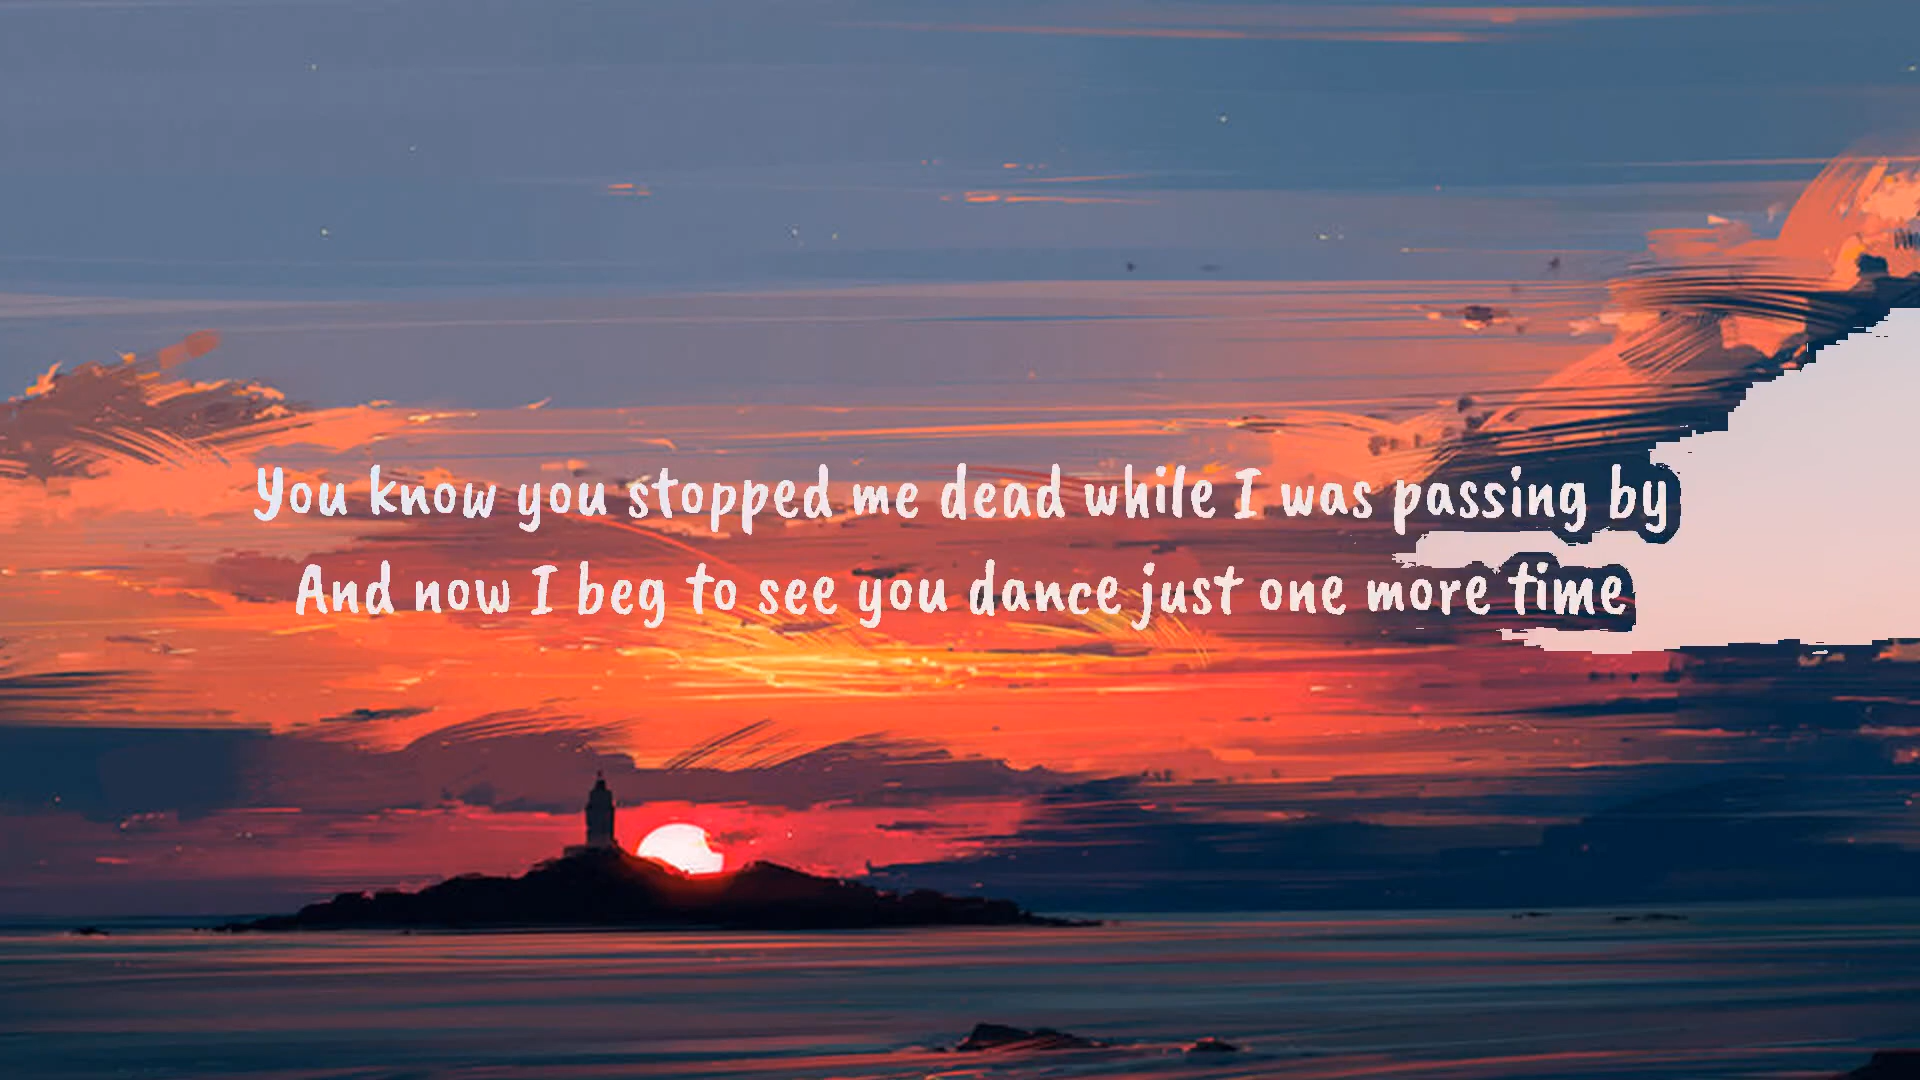 You know you stopped me dead while I was passing by
And now I beg to see you dance just one more time